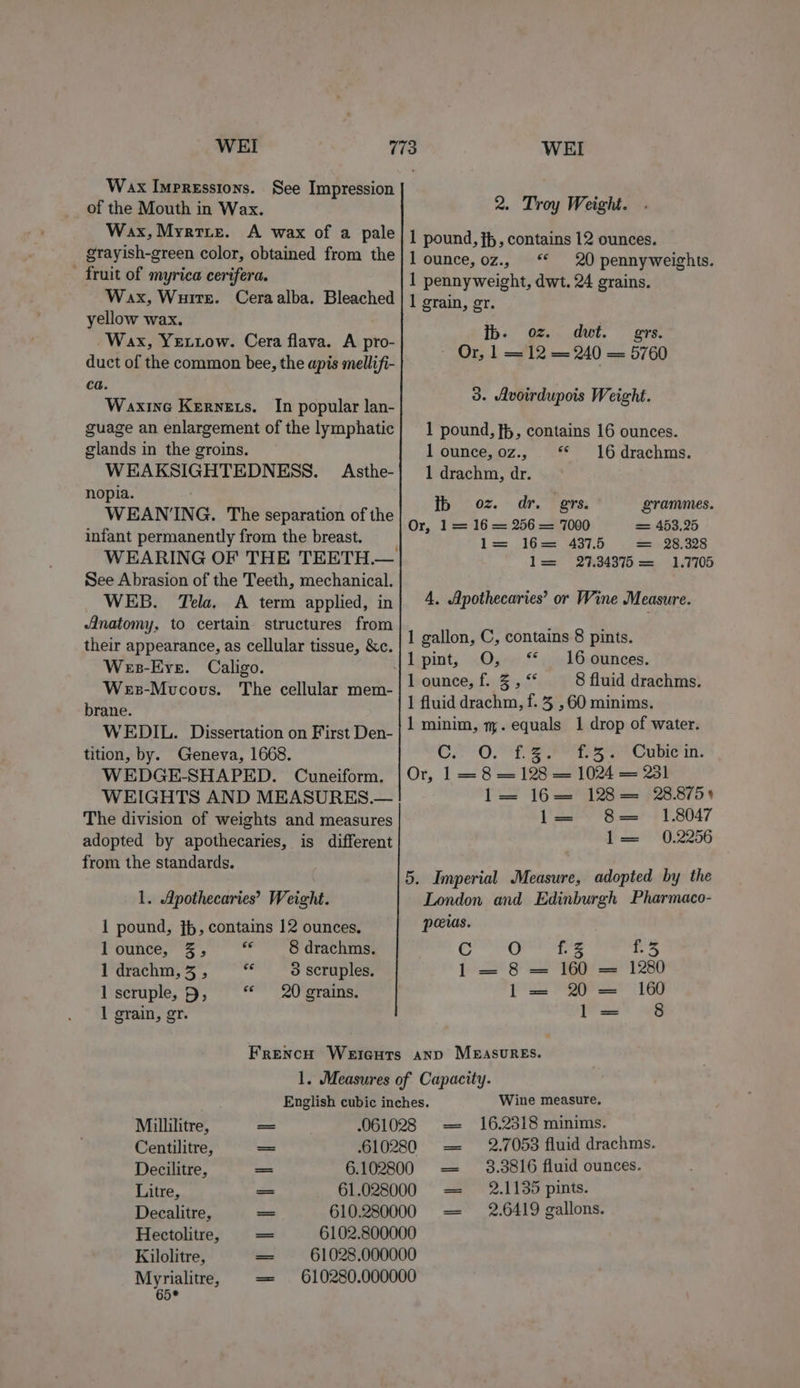 WEI 773 WEI
Wax Impressions. See Impression
of the Mouth in Wax.
Wax, Myrtle. A wax of a pale
grayish-green color, obtained from the
fruit of myrica cerifera.
Wax, White. Cera alba. Bleached
yellow wax.
Wax, Yellow. Cera flava. A pro-
duct of the common bee, the apis mellifi-
ca.
Waxing Kernels. In popular lan-
guage an enlargement of the lymphatic
glands in the groins.
WEAKSIGHTEDNESS. Asthe-
nopia.
WEAN'ING. The separation of the
infant permanently from the breast.
WEARING OF THE TEETH.—
See Abrasion of the Teeth, mechanical.
WEB. Tela. A term applied, in
Anatomy, to certain structures from
their appearance, as cellular tissue, &c.
Web-Eye. Caligo.
Web-Mucous. The cellular mem-
brane.
WEDIL. Dissertation on First Den-
tition, by. Geneva, 1668.
WEDGE-SHAPED. Cuneiform.
WEIGHTS AND MEASURES.—
The division of weights and measures
adopted by apothecaries, is different
from the standards.
1. Apothecaries' Weight.
1 pound, ℔, contains 12 ounces.
1 ounce, ℥, “ 8 drachms.
1 drachm, ʒ, “ 3 scruples.
1 scruple, ℈, “ 20 grains.
1 grain, gr.
2. Troy Weight.
1 pound, ℔, contains 12 ounces.
1 ounce, oz., “ 20 pennyweights.
1 pennyweight, dwt. 24 grains.
1 grain, gr.
℔. oz. dwt. grs.
Or, 1 = 12 = 240 = 5760
3. Avoirdupois Weight.
1 pound, ℔, contains 16 ounces.
1 ounce, oz., “ 16 drachms.
1 drachm, dr.
℔ oz. dr. grs. grammes.
Or, 1 = 16 = 256 = 7000 = 453.25
1 = 16 = 437.5 = 28.328
1 = 27.34375 = 1.7705
4. Apothecaries' or Wine Measure.
1 gallon, C, contains 8 pints.
1 pint, O, “ 16 ounces.
1 ounce, f. ℥, “ 8 fluid drachms.
1 fluid drachm, f. ʒ, 60 minims.
1 minim, ♏. equals 1 drop of water.
C. O. f. ℥. f. ʒ. Cubic in.
Or, 1 = 8 = 128 = 1024 = 231
1 = 16 = 128 = 28.875
1 = 8 = 1.8047
1 = 0.2256
5. Imperial Measure, adopted by the
London and Edinburgh Pharmaco-
pœias.
C O f. ℥ f. ʒ
1 = 8 = 160 = 1280
1 = 20 = 160
1 = 8
French Weights and Measures.
1. Measures of Capacity.
English cubic inches. Wine measure.
Millilitre, = .061028 = 16.2318 minims.
Centilitre, = .610280 = 2.7053 fluid drachms.
Decilitre, = 6.102800 = 3.3816 fluid ounces.
Litre, = 61.028000 = 2.1135 pints.
Decalitre, = 610.280000 = 2.6419 gallons.
Hectolitre, = 6102.800000
Kilolitre, = 61028.000000
Myrialitre, = 610280.000000
65*